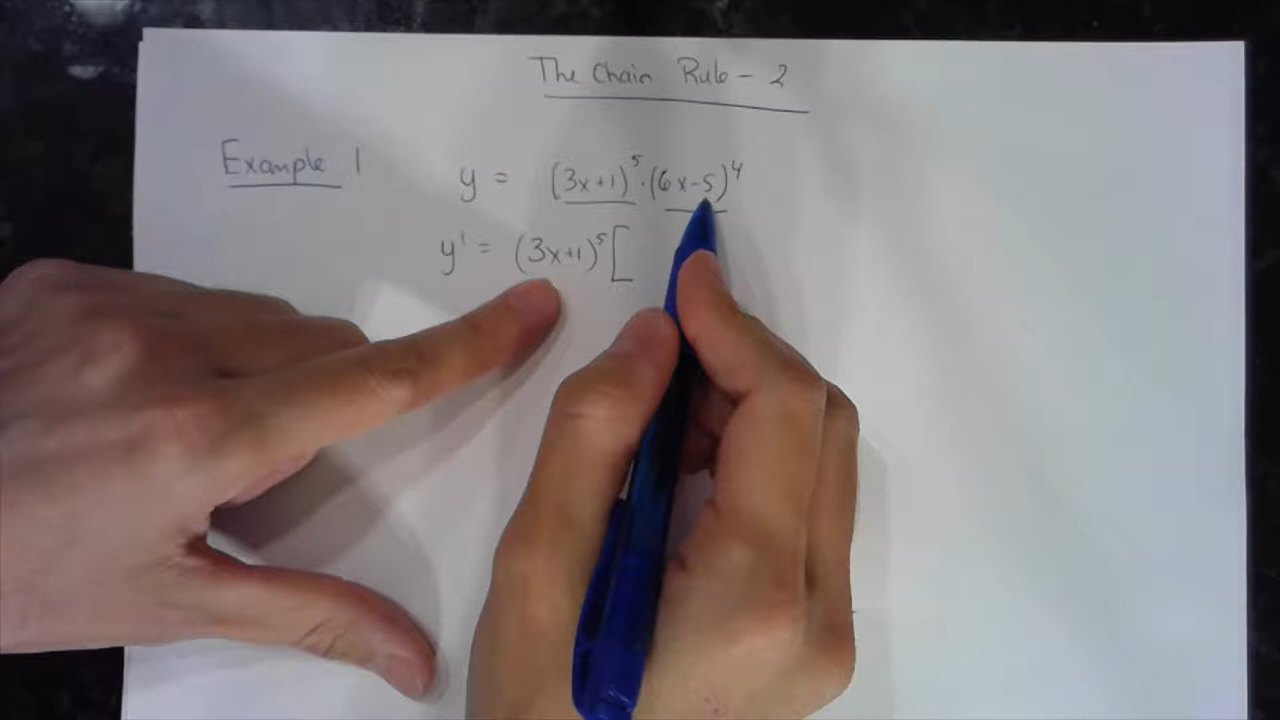 The Chain Rule - 2
Example 1
y = (3x+1)⁵·(6x-5)⁴
y' = (3x+1)⁵[